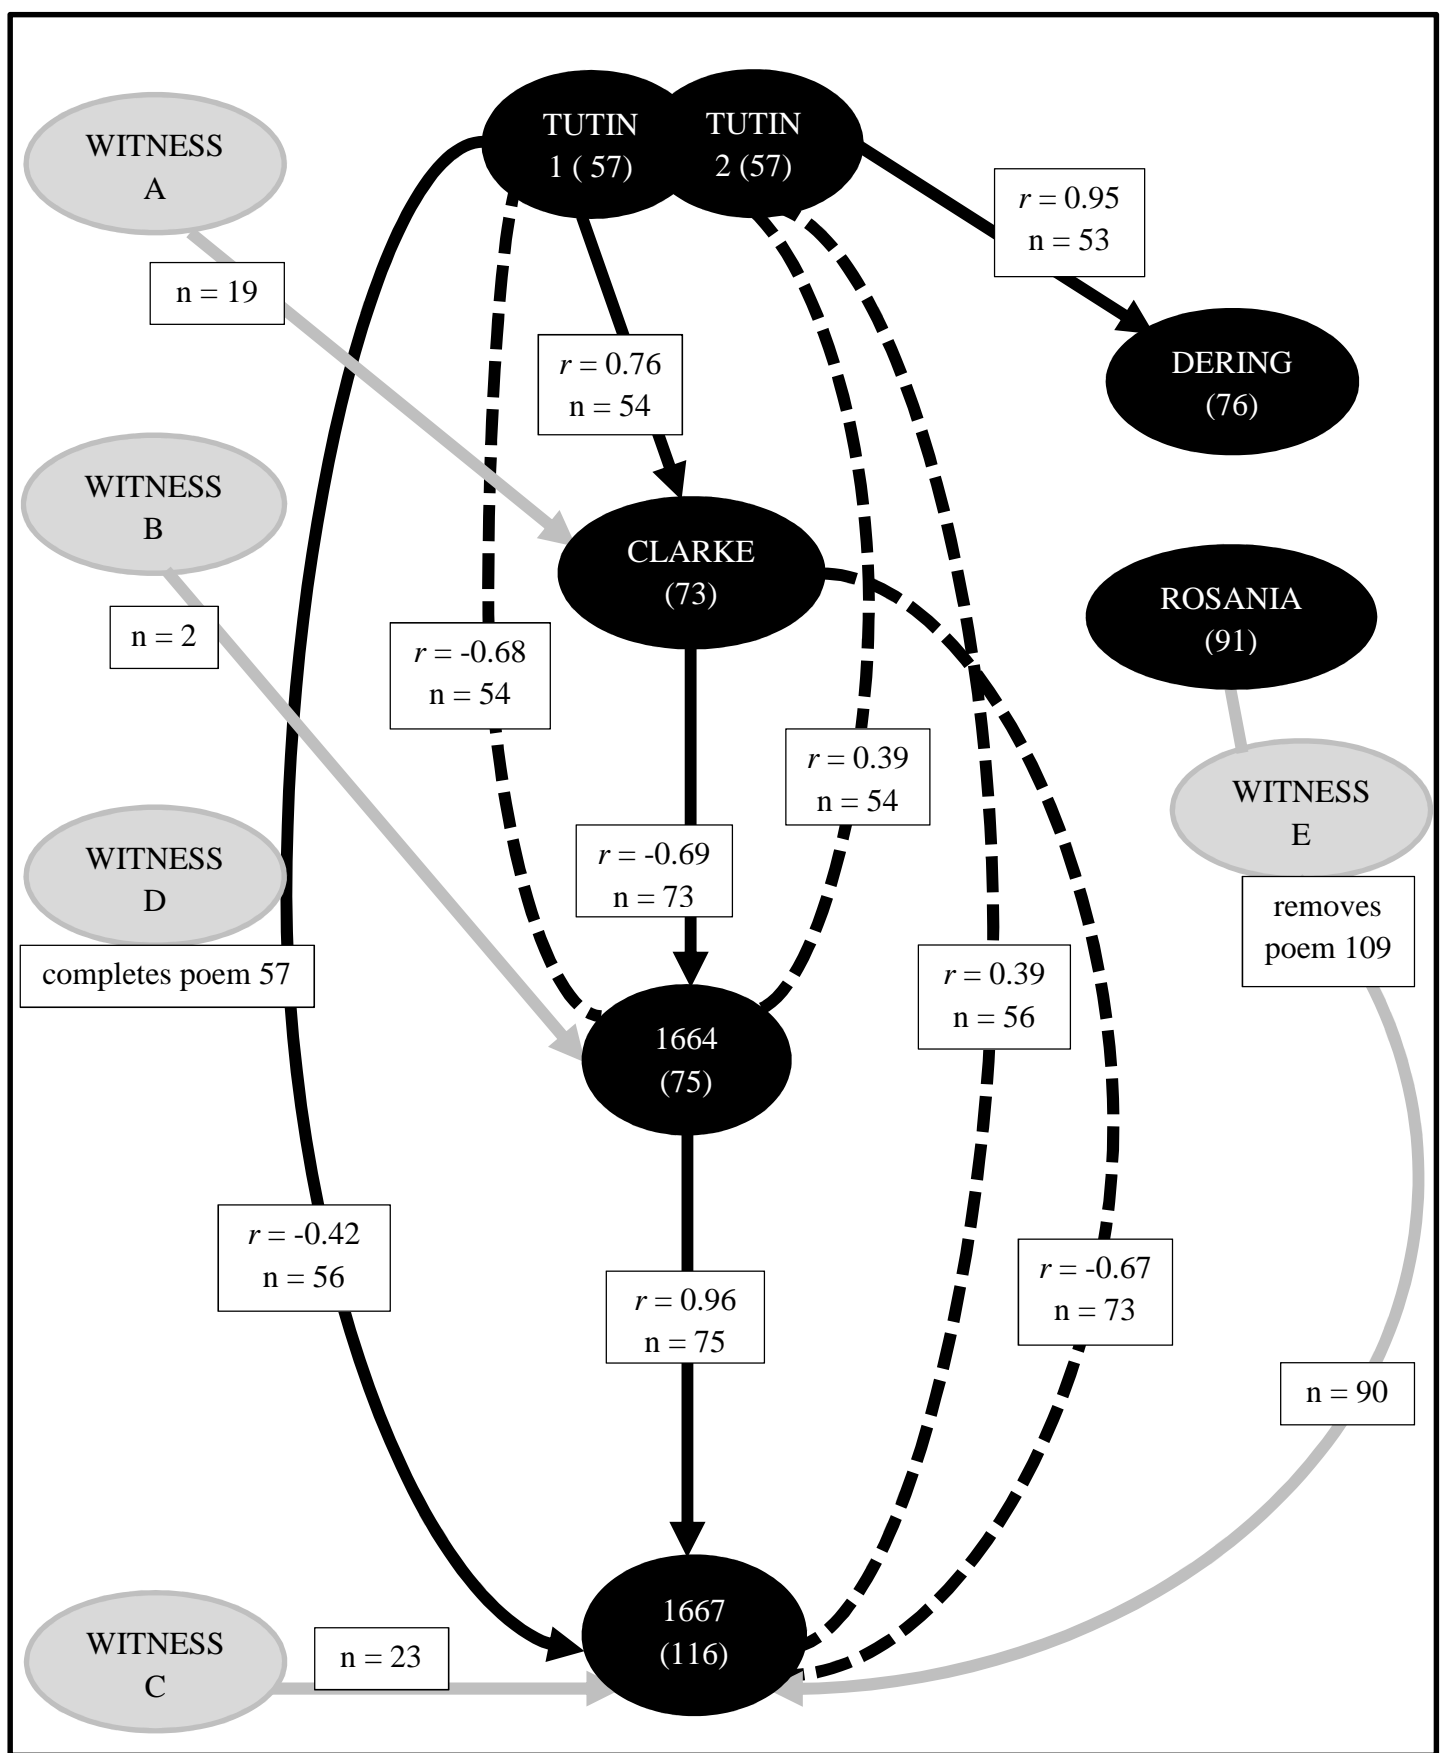 TUTIN
1 ( 57)
TUTIN
2 (57)
WITNESS
A
r = 0.95
n = 53
n = 19
r = 0.76
n = 54
DERING
(76)
WITNESS
B
CLARKE
(73)
ROSANIA
(91)
n = 2
r = -0.68
n = 54
r = 0.39
n = 54
WITNESS
E
WITNESS
D
r = -0.69
n = 73
removes
poem 109
completes poem 57
r = 0.39
n = 56
1664
(75)
r = -0.42
n = 56
r = 0.96
n = 75
r = -0.67
n = 73
n = 90
1667
(116)
WITNESS
C
n = 23